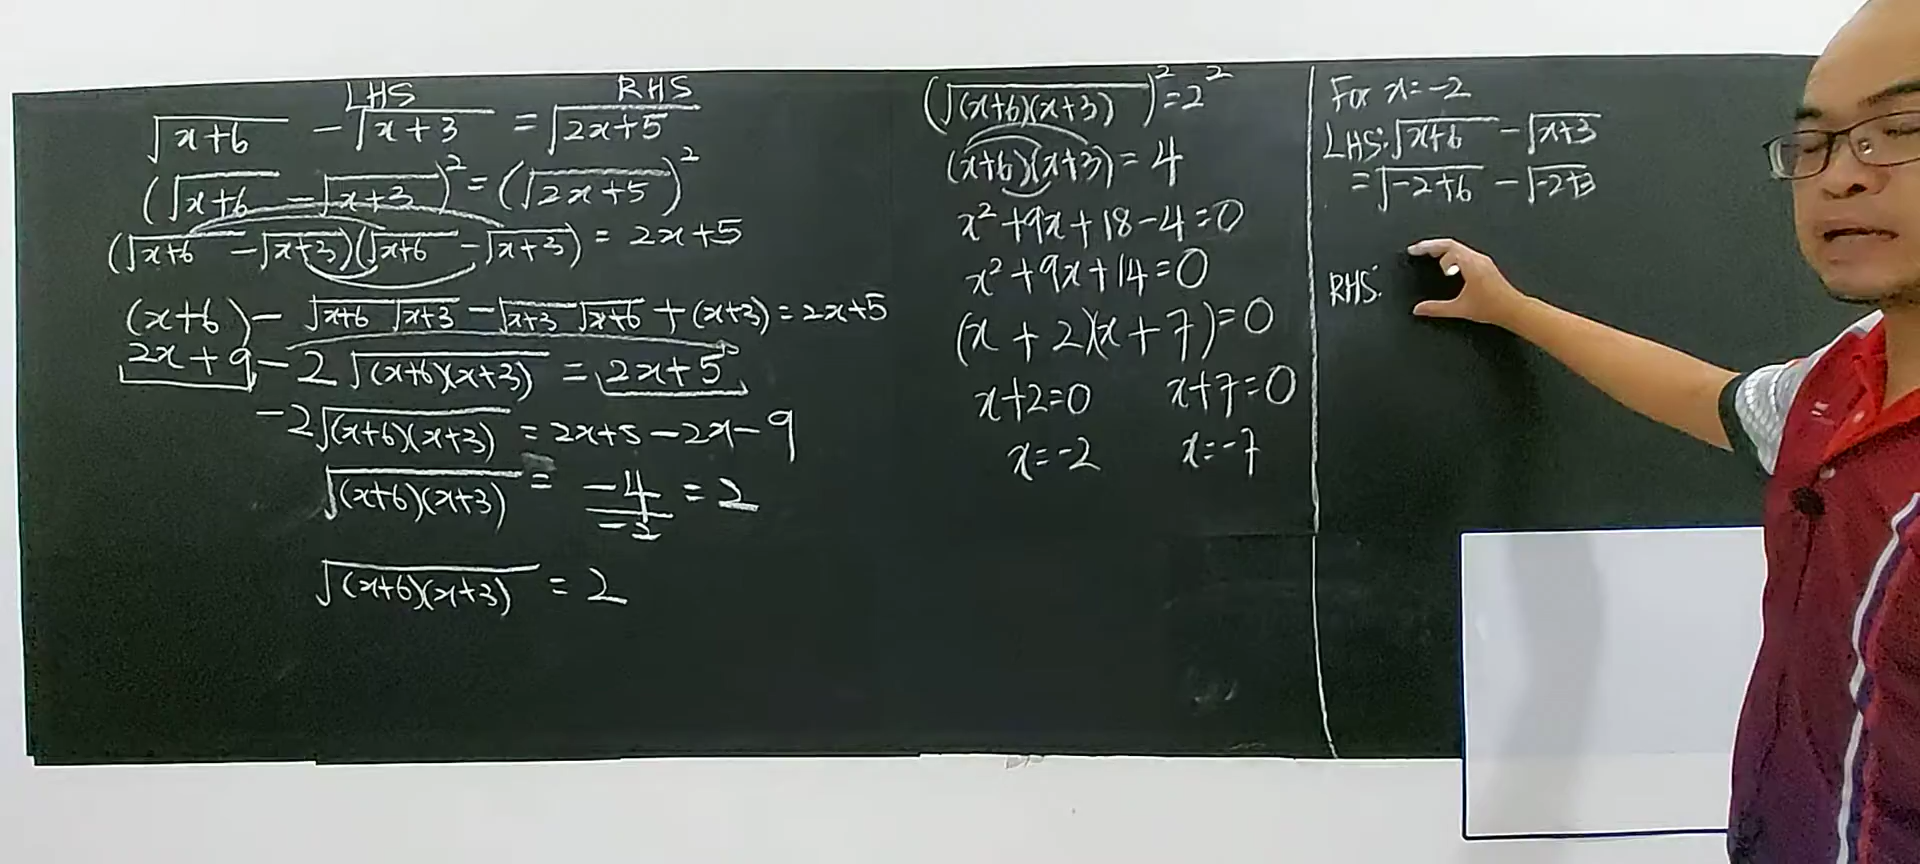 LHS RHS
√(x+6) - √(x+3) = √(2x+5)
(√(x+6) - √(x+3))² = (√(2x+5))²
(√(x+6) - √(x+3))(√(x+6) - √(x+3)) = 2x+5
(x+6) - √(x+6) √(x+3) - √(x+3) √(x+6) + (x+3) = 2x+5
2x+9 - 2√((x+6)(x+3)) = 2x+5
-2√((x+6)(x+3)) = 2x+5-2x-9
√((x+6)(x+3)) = -4/-2 = 2
√((x+6)(x+3)) = 2
(√((x+6)(x+3)))² = 2²
(x+6)(x+3) = 4
x²+9x+18-4=0
x²+9x+14=0
(x+2)(x+7)=0
x+2=0 x+7=0
x=-2 x=-7
For x=-2
LHS: √(x+6) - √(x+3)
= √(-2+6) - √(-2+3)
RHS: